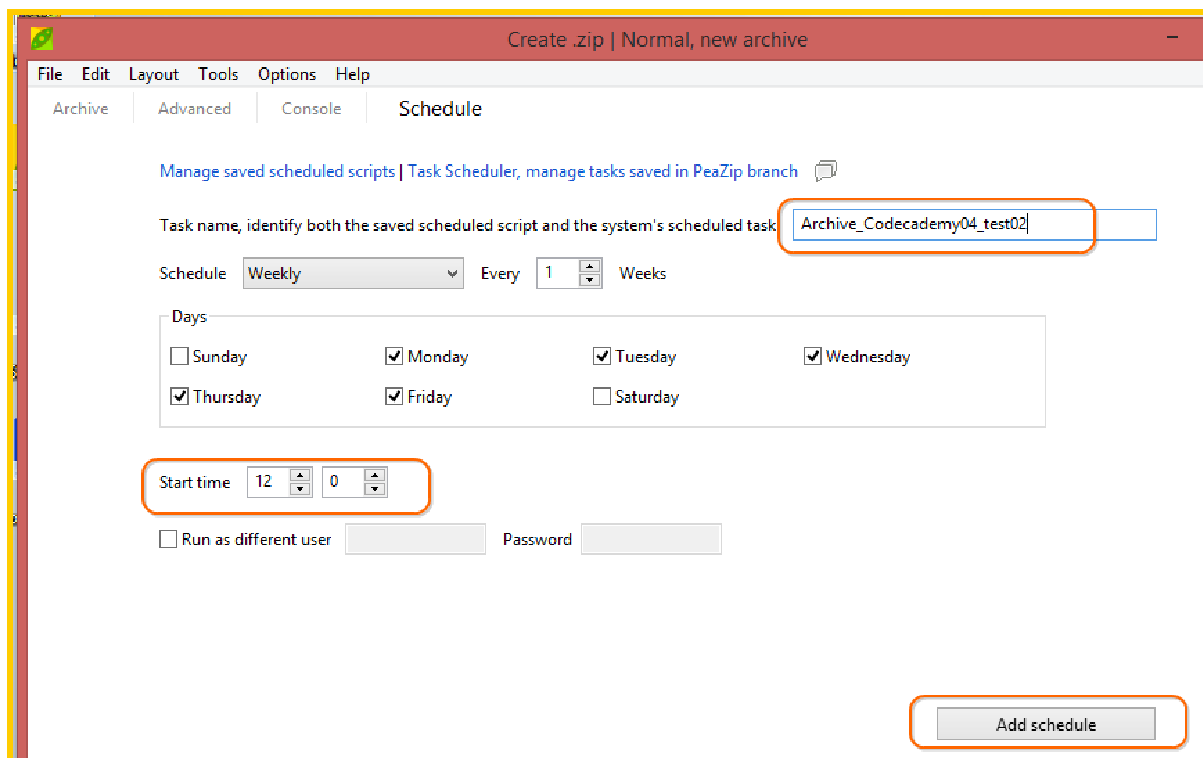 Create .zip | Normal, new archive
File Edit Layout Tools Options Help
Archive Advanced Console Schedule
Manage saved scheduled scripts | Task Scheduler, manage tasks saved in PeaZip branch
Task name, identify both the saved scheduled script and the system's scheduled task Archive_Codecademy04_test02
Schedule Weekly Every 1 Weeks
Days
Sunday Monday Tuesday Wednesday
Thursday Friday Saturday
Start time 12 0
Run as different user Password
Add schedule